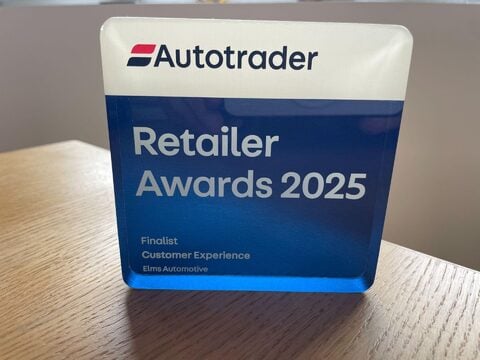 Autotrader
Retailer
Awards 2025
Finalist
Customer Experience
Elms Automotive